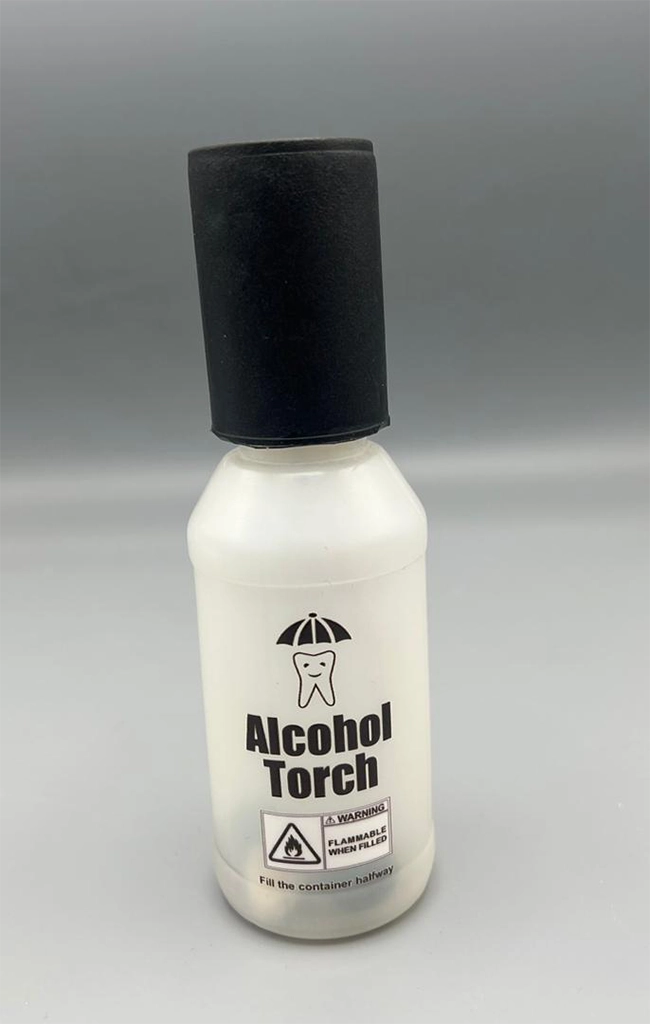 Alcohol
Torch
⚠ WARNING
FLAMMABLE
WHEN FILLED
Fill the container halfway